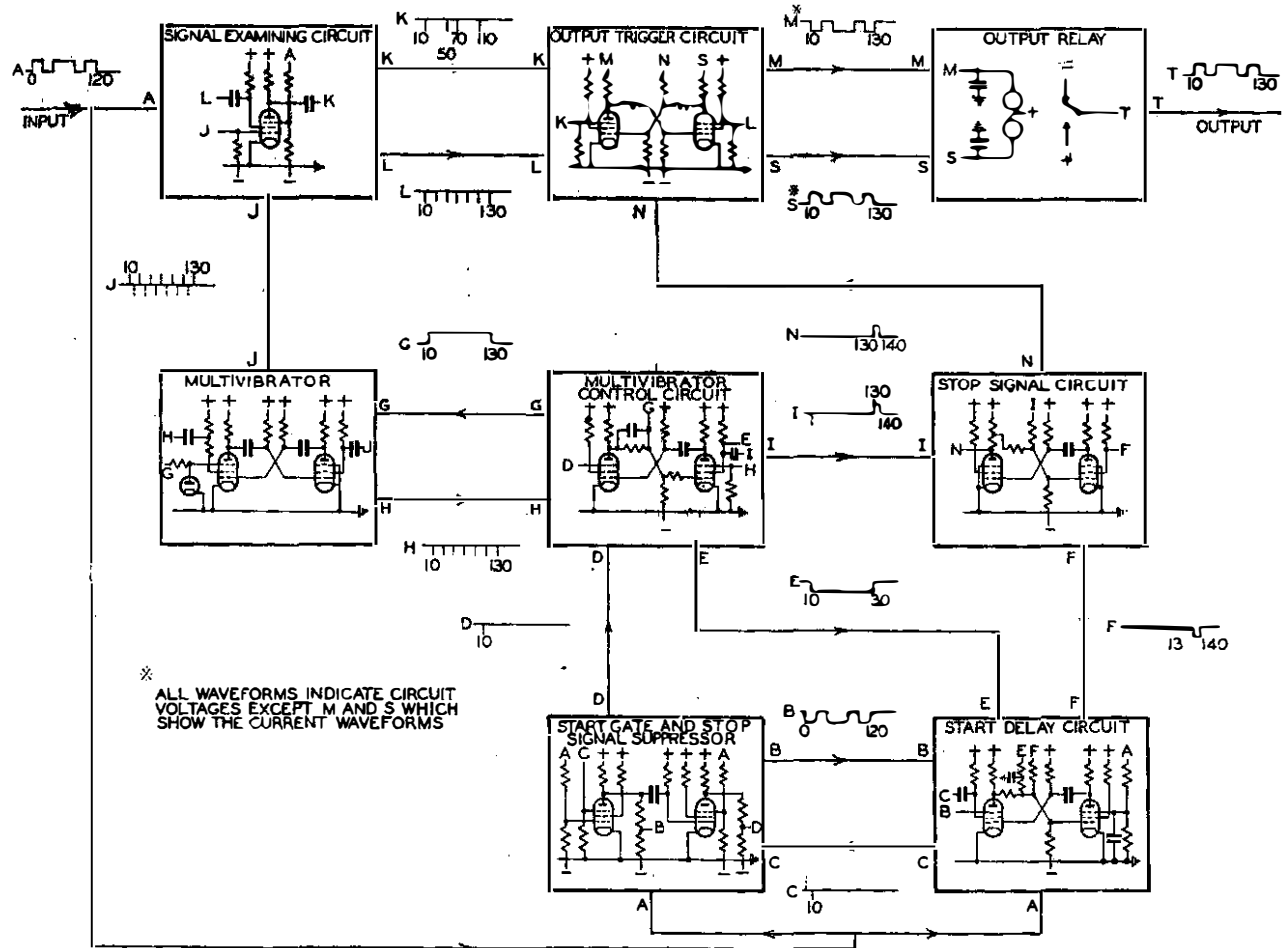 SIGNAL EXAMINING CIRCUIT
+ + A
L
K
J
- -
A
0 120
INPUT
A
K
10 70 110
50
K K
L L
L
10 130
J
OUTPUT TRIGGER CIRCUIT
+ M N S +
K L
- -
N
M※
10 130
M M
S S
※
S 10 130
OUTPUT RELAY
M
+
S
T
T
10 130
T
OUTPUT
10 130
J
G
10 130
N
130 140
130
I
140
J
MULTIVIBRATOR
+ + + + +
H
J
G
G G
H H
H
10 130
MULTIVIBRATOR
CONTROL CIRCUIT
+ + G + + +
D
E
I
H
-
I I
N
STOP SIGNAL CIRCUIT
+ + I + + +
N F
-
D E
F
E
10 30
D
10
F
13 140
※
ALL WAVEFORMS INDICATE CIRCUIT
VOLTAGES EXCEPT M AND S WHICH
SHOW THE CURRENT WAVEFORMS
D
START GATE AND STOP
SIGNAL SUPPRESSOR
A C + + + + + A
B
D
- - - -
B
0 120
B B
C C
C
10
A
E F
START DELAY CIRCUIT
+ + E F + + + A
C
B
- -
A